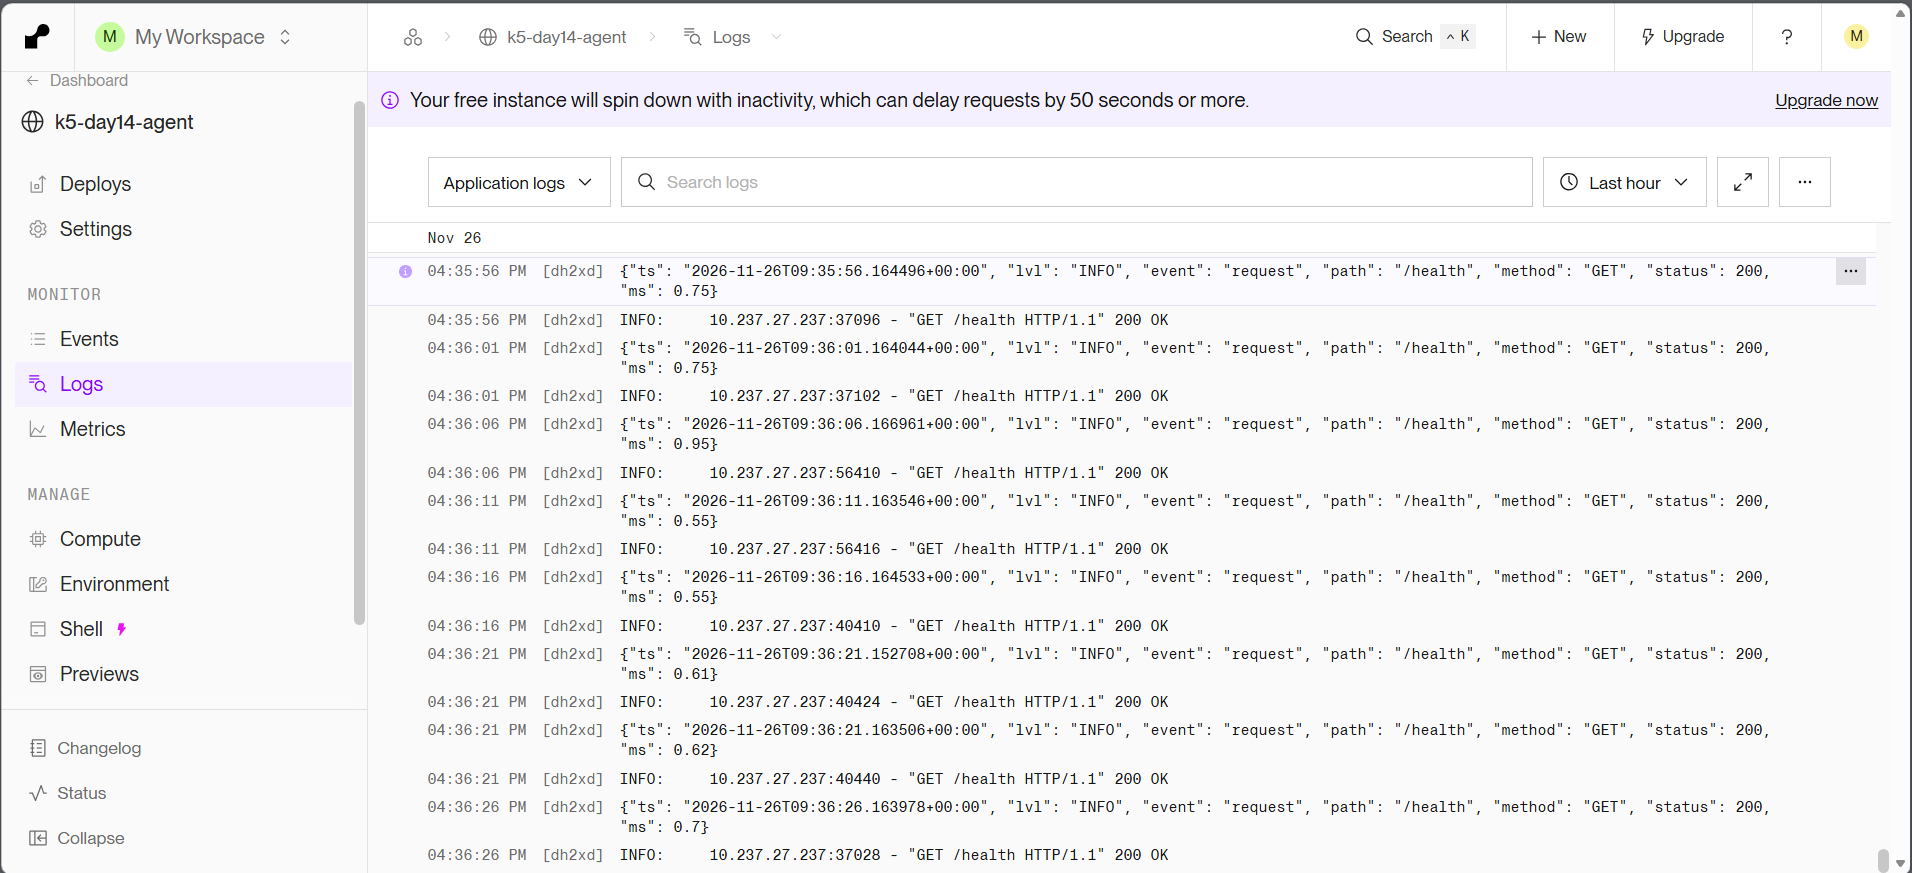 M My Workspace
k5-day14-agent
Logs
Search ^ K
+ New
Upgrade
?
M
← Dashboard
k5-day14-agent
Deploys
Settings
MONITOR
Events
Logs
Metrics
MANAGE
Compute
Environment
Shell
Previews
Changelog
Status
Collapse
Your free instance will spin down with inactivity, which can delay requests by 50 seconds or more.
Upgrade now
Application logs
Search logs
Last hour
...
Nov 26
04:35:56 PM [dh2xd] {"ts": "2026-11-26T09:35:56.164496+00:00", "lvl": "INFO", "event": "request", "path": "/health", "method": "GET", "status": 200,
"ms": 0.75}
...
04:35:56 PM [dh2xd] INFO: 10.237.27.237:37096 - "GET /health HTTP/1.1" 200 OK
04:36:01 PM [dh2xd] {"ts": "2026-11-26T09:36:01.164044+00:00", "lvl": "INFO", "event": "request", "path": "/health", "method": "GET", "status": 200,
"ms": 0.75}
04:36:01 PM [dh2xd] INFO: 10.237.27.237:37102 - "GET /health HTTP/1.1" 200 OK
04:36:06 PM [dh2xd] {"ts": "2026-11-26T09:36:06.166961+00:00", "lvl": "INFO", "event": "request", "path": "/health", "method": "GET", "status": 200,
"ms": 0.95}
04:36:06 PM [dh2xd] INFO: 10.237.27.237:56410 - "GET /health HTTP/1.1" 200 OK
04:36:11 PM [dh2xd] {"ts": "2026-11-26T09:36:11.163546+00:00", "lvl": "INFO", "event": "request", "path": "/health", "method": "GET", "status": 200,
"ms": 0.55}
04:36:11 PM [dh2xd] INFO: 10.237.27.237:56416 - "GET /health HTTP/1.1" 200 OK
04:36:16 PM [dh2xd] {"ts": "2026-11-26T09:36:16.164533+00:00", "lvl": "INFO", "event": "request", "path": "/health", "method": "GET", "status": 200,
"ms": 0.55}
04:36:16 PM [dh2xd] INFO: 10.237.27.237:40410 - "GET /health HTTP/1.1" 200 OK
04:36:21 PM [dh2xd] {"ts": "2026-11-26T09:36:21.152708+00:00", "lvl": "INFO", "event": "request", "path": "/health", "method": "GET", "status": 200,
"ms": 0.61}
04:36:21 PM [dh2xd] INFO: 10.237.27.237:40424 - "GET /health HTTP/1.1" 200 OK
04:36:21 PM [dh2xd] {"ts": "2026-11-26T09:36:21.163506+00:00", "lvl": "INFO", "event": "request", "path": "/health", "method": "GET", "status": 200,
"ms": 0.62}
04:36:21 PM [dh2xd] INFO: 10.237.27.237:40440 - "GET /health HTTP/1.1" 200 OK
04:36:26 PM [dh2xd] {"ts": "2026-11-26T09:36:26.163978+00:00", "lvl": "INFO", "event": "request", "path": "/health", "method": "GET", "status": 200,
"ms": 0.7}
04:36:26 PM [dh2xd] INFO: 10.237.27.237:37028 - "GET /health HTTP/1.1" 200 OK